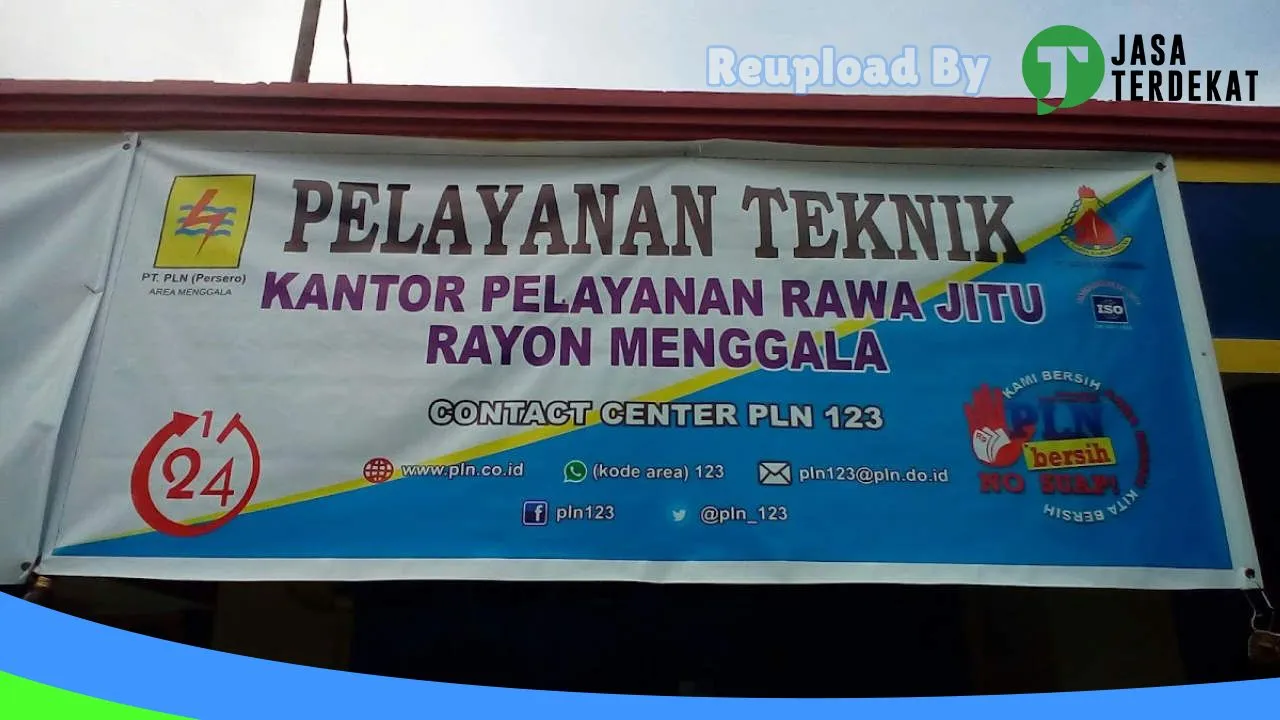 Reupload By
JASA
TERDEKAT
PELAYANAN TEKNIK
PT. PLN (Persero)
AREA MENGGALA
KANTOR PELAYANAN RAWA JITU
RAYON MENGGALA
ISO
CONTACT CENTER PLN 123
1
24
www.pln.co.id
(kode area) 123
pln123@pln.do.id
pln123
@pln_123
KAMI BERSIH
PLN
bersih
NO SUAP!
KITA BERSIH